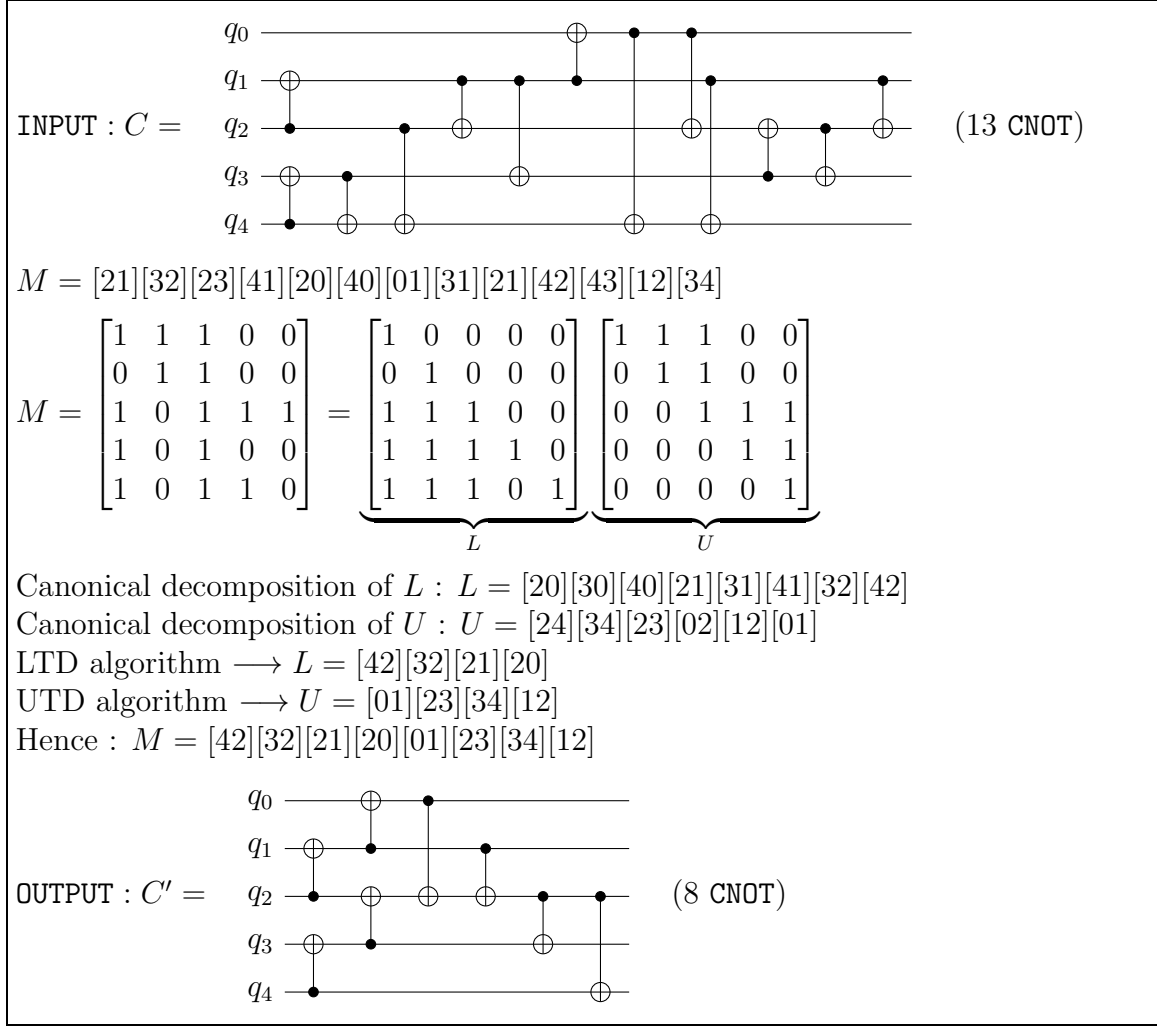 q0
q1
INPUT : C = q2 (13 CNOT)
q3
q4
M = [21][32][23][41][20][40][01][31][21][42][43][12][34]
1 1 1 0 0 1 0 0 0 0 1 1 1 0 0
0 1 1 0 0 0 1 0 0 0 0 1 1 0 0
M = 1 0 1 1 1 = 1 1 1 0 0 0 0 1 1 1
1 0 1 0 0 1 1 1 1 0 0 0 0 1 1
1 0 1 1 0 1 1 1 0 1 0 0 0 0 1
L U
Canonical decomposition of L : L = [20][30][40][21][31][41][32][42]
Canonical decomposition of U : U = [24][34][23][02][12][01]
LTD algorithm ⟶ L = [42][32][21][20]
UTD algorithm ⟶ U = [01][23][34][12]
Hence : M = [42][32][21][20][01][23][34][12]
q0
q1
OUTPUT : C′ = q2 (8 CNOT)
q3
q4